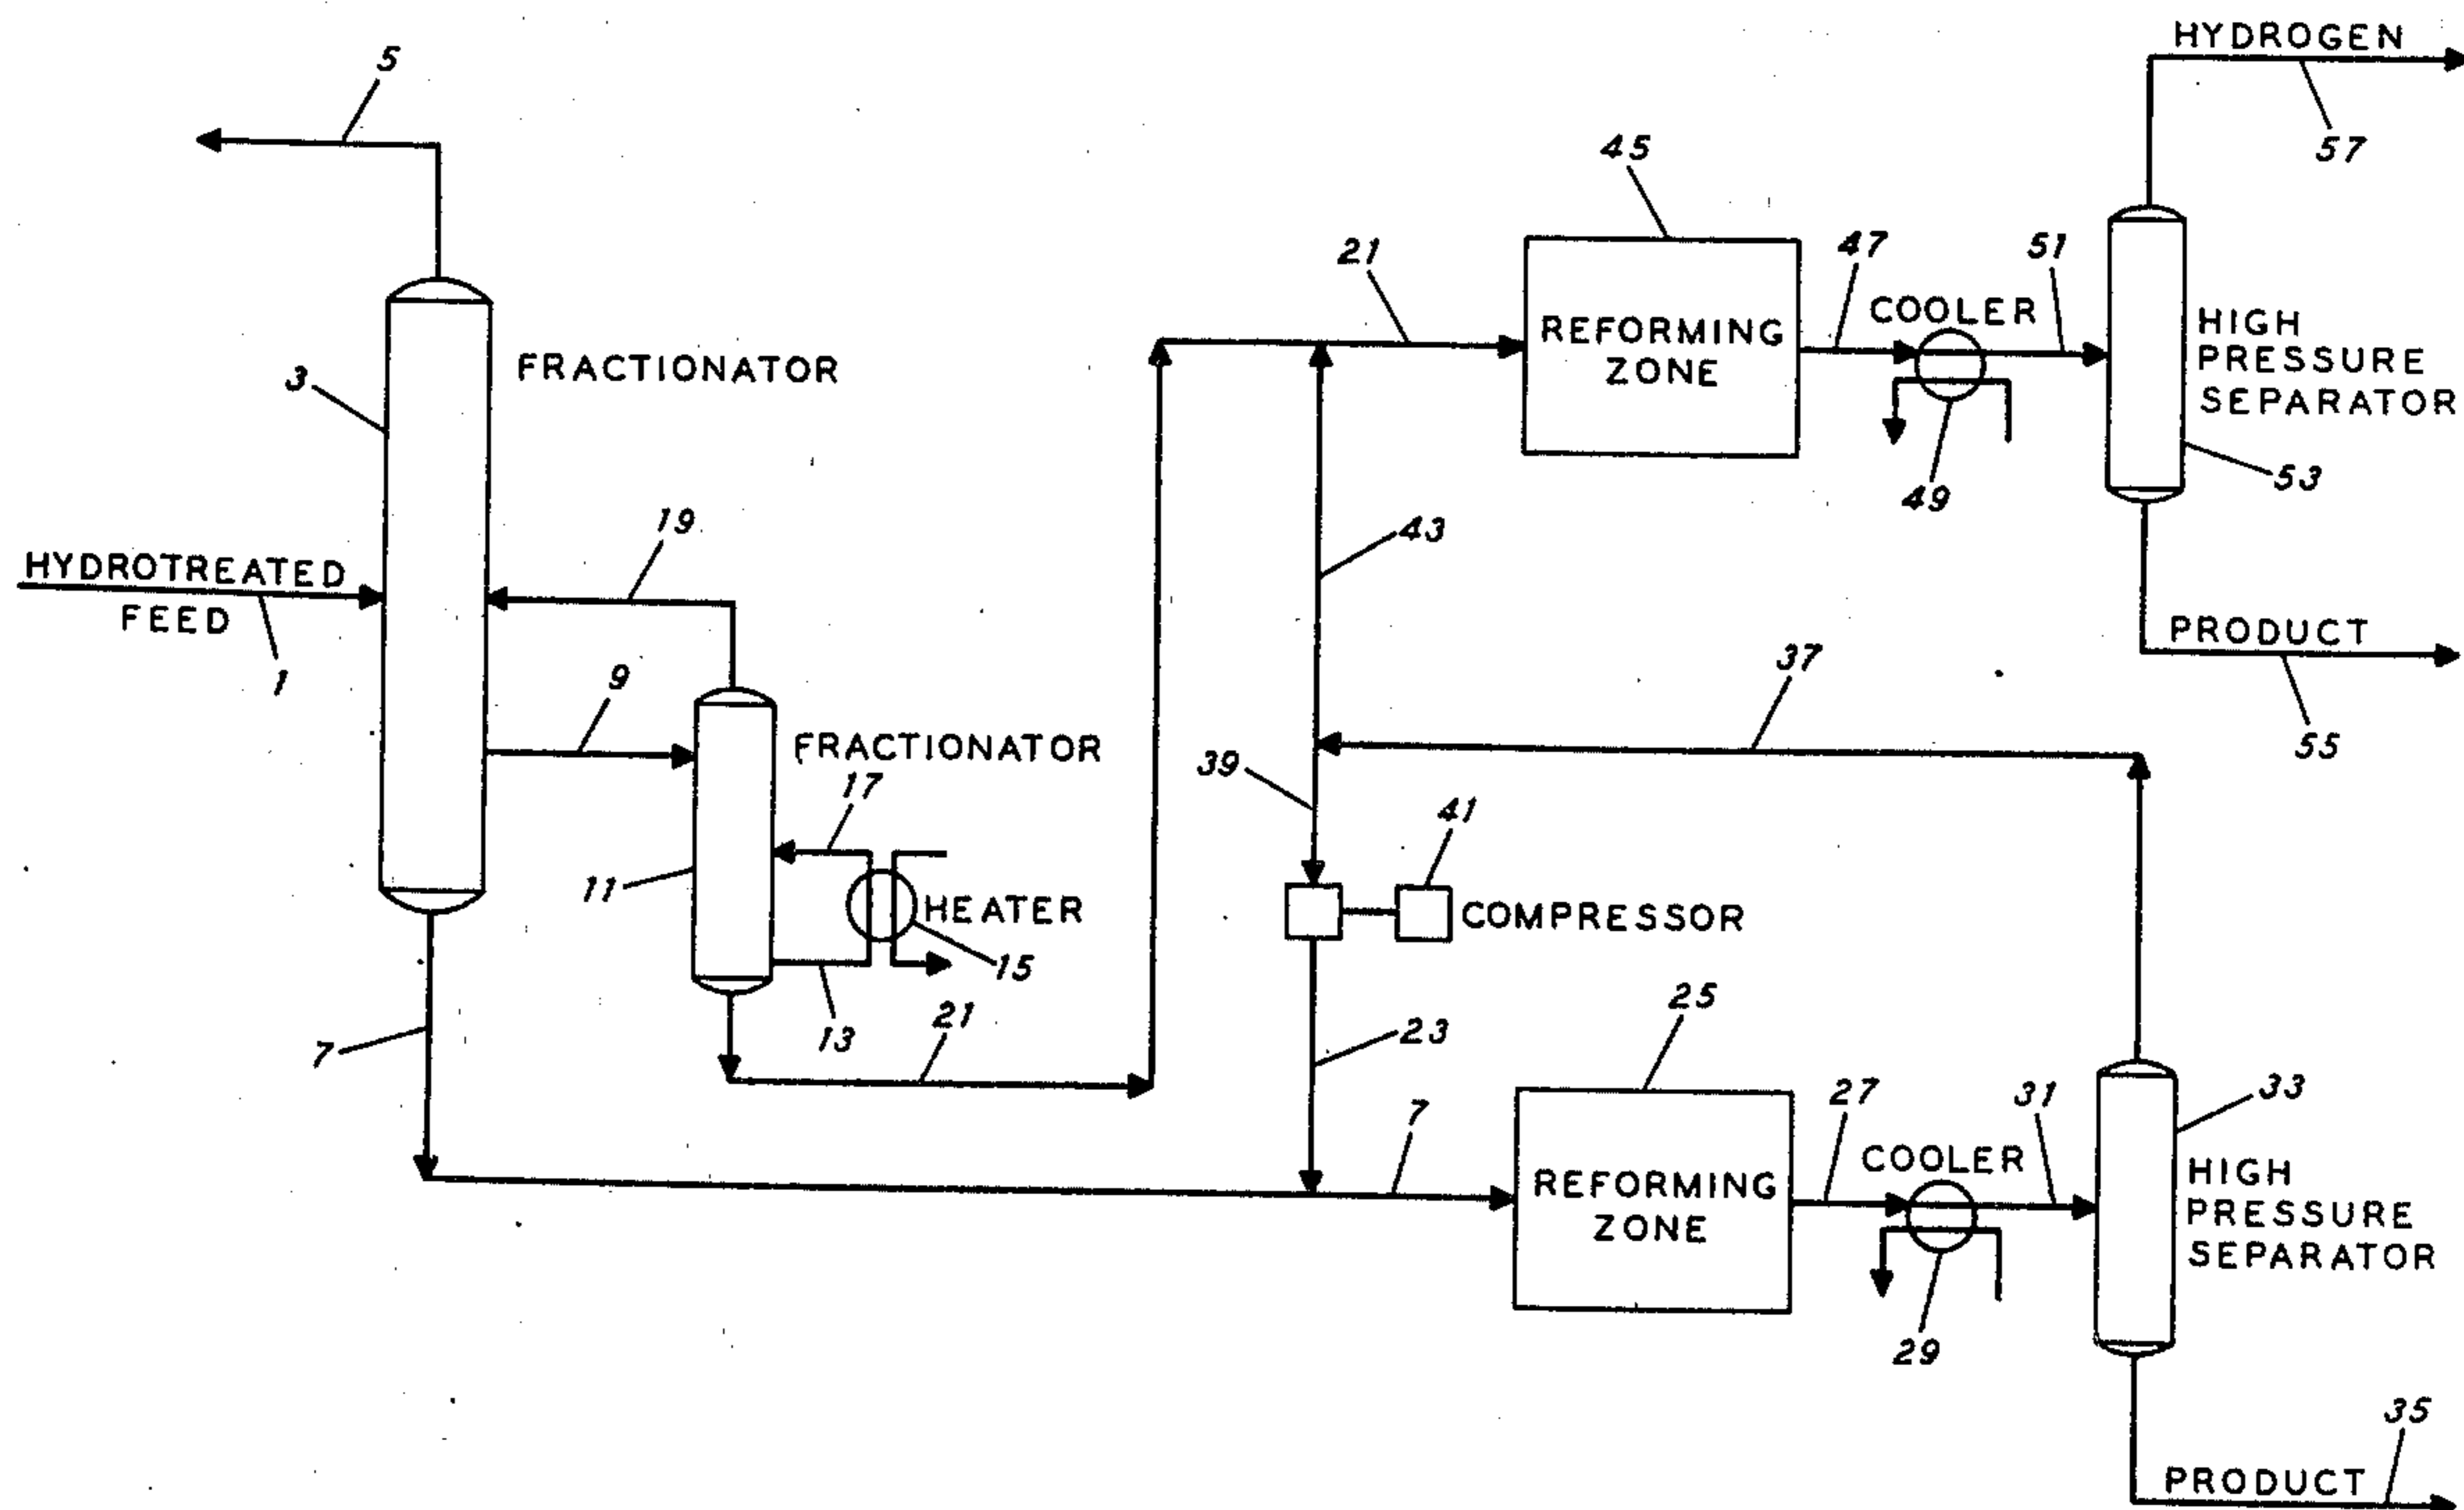 HYDROGEN
5
57
45
21
47
51
COOLER
REFORMING
ZONE
HIGH
PRESSURE
SEPARATOR
FRACTIONATOR
3
49
53
19
43
HYDROTREATED
FEED
1
PRODUCT
9
37
55
FRACTIONATOR
39
17
41
11
HEATER
COMPRESSOR
15
25
13
21
23
7
7
27
31
33
COOLER
REFORMING
ZONE
HIGH
PRESSURE
SEPARATOR
29
35
PRODUCT